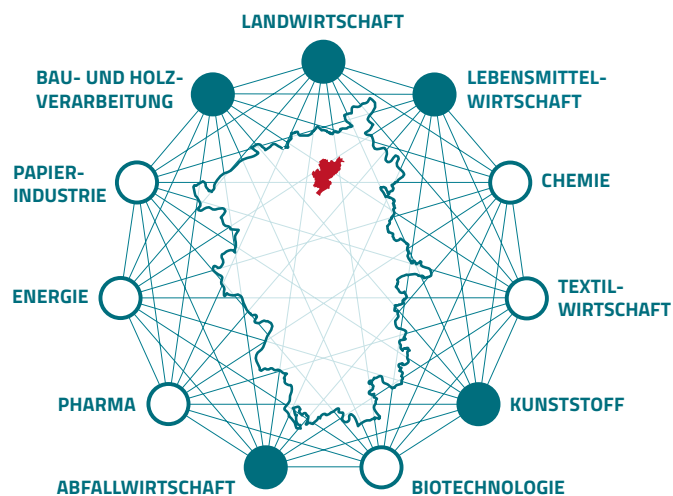 LANDWIRTSCHAFT
BAU- UND HOLZ-
VERARBEITUNG
LEBENSMITTEL-
WIRTSCHAFT
PAPIER-
INDUSTRIE
CHEMIE
ENERGIE
TEXTIL-
WIRTSCHAFT
PHARMA
KUNSTSTOFF
ABFALLWIRTSCHAFT
BIOTECHNOLOGIE